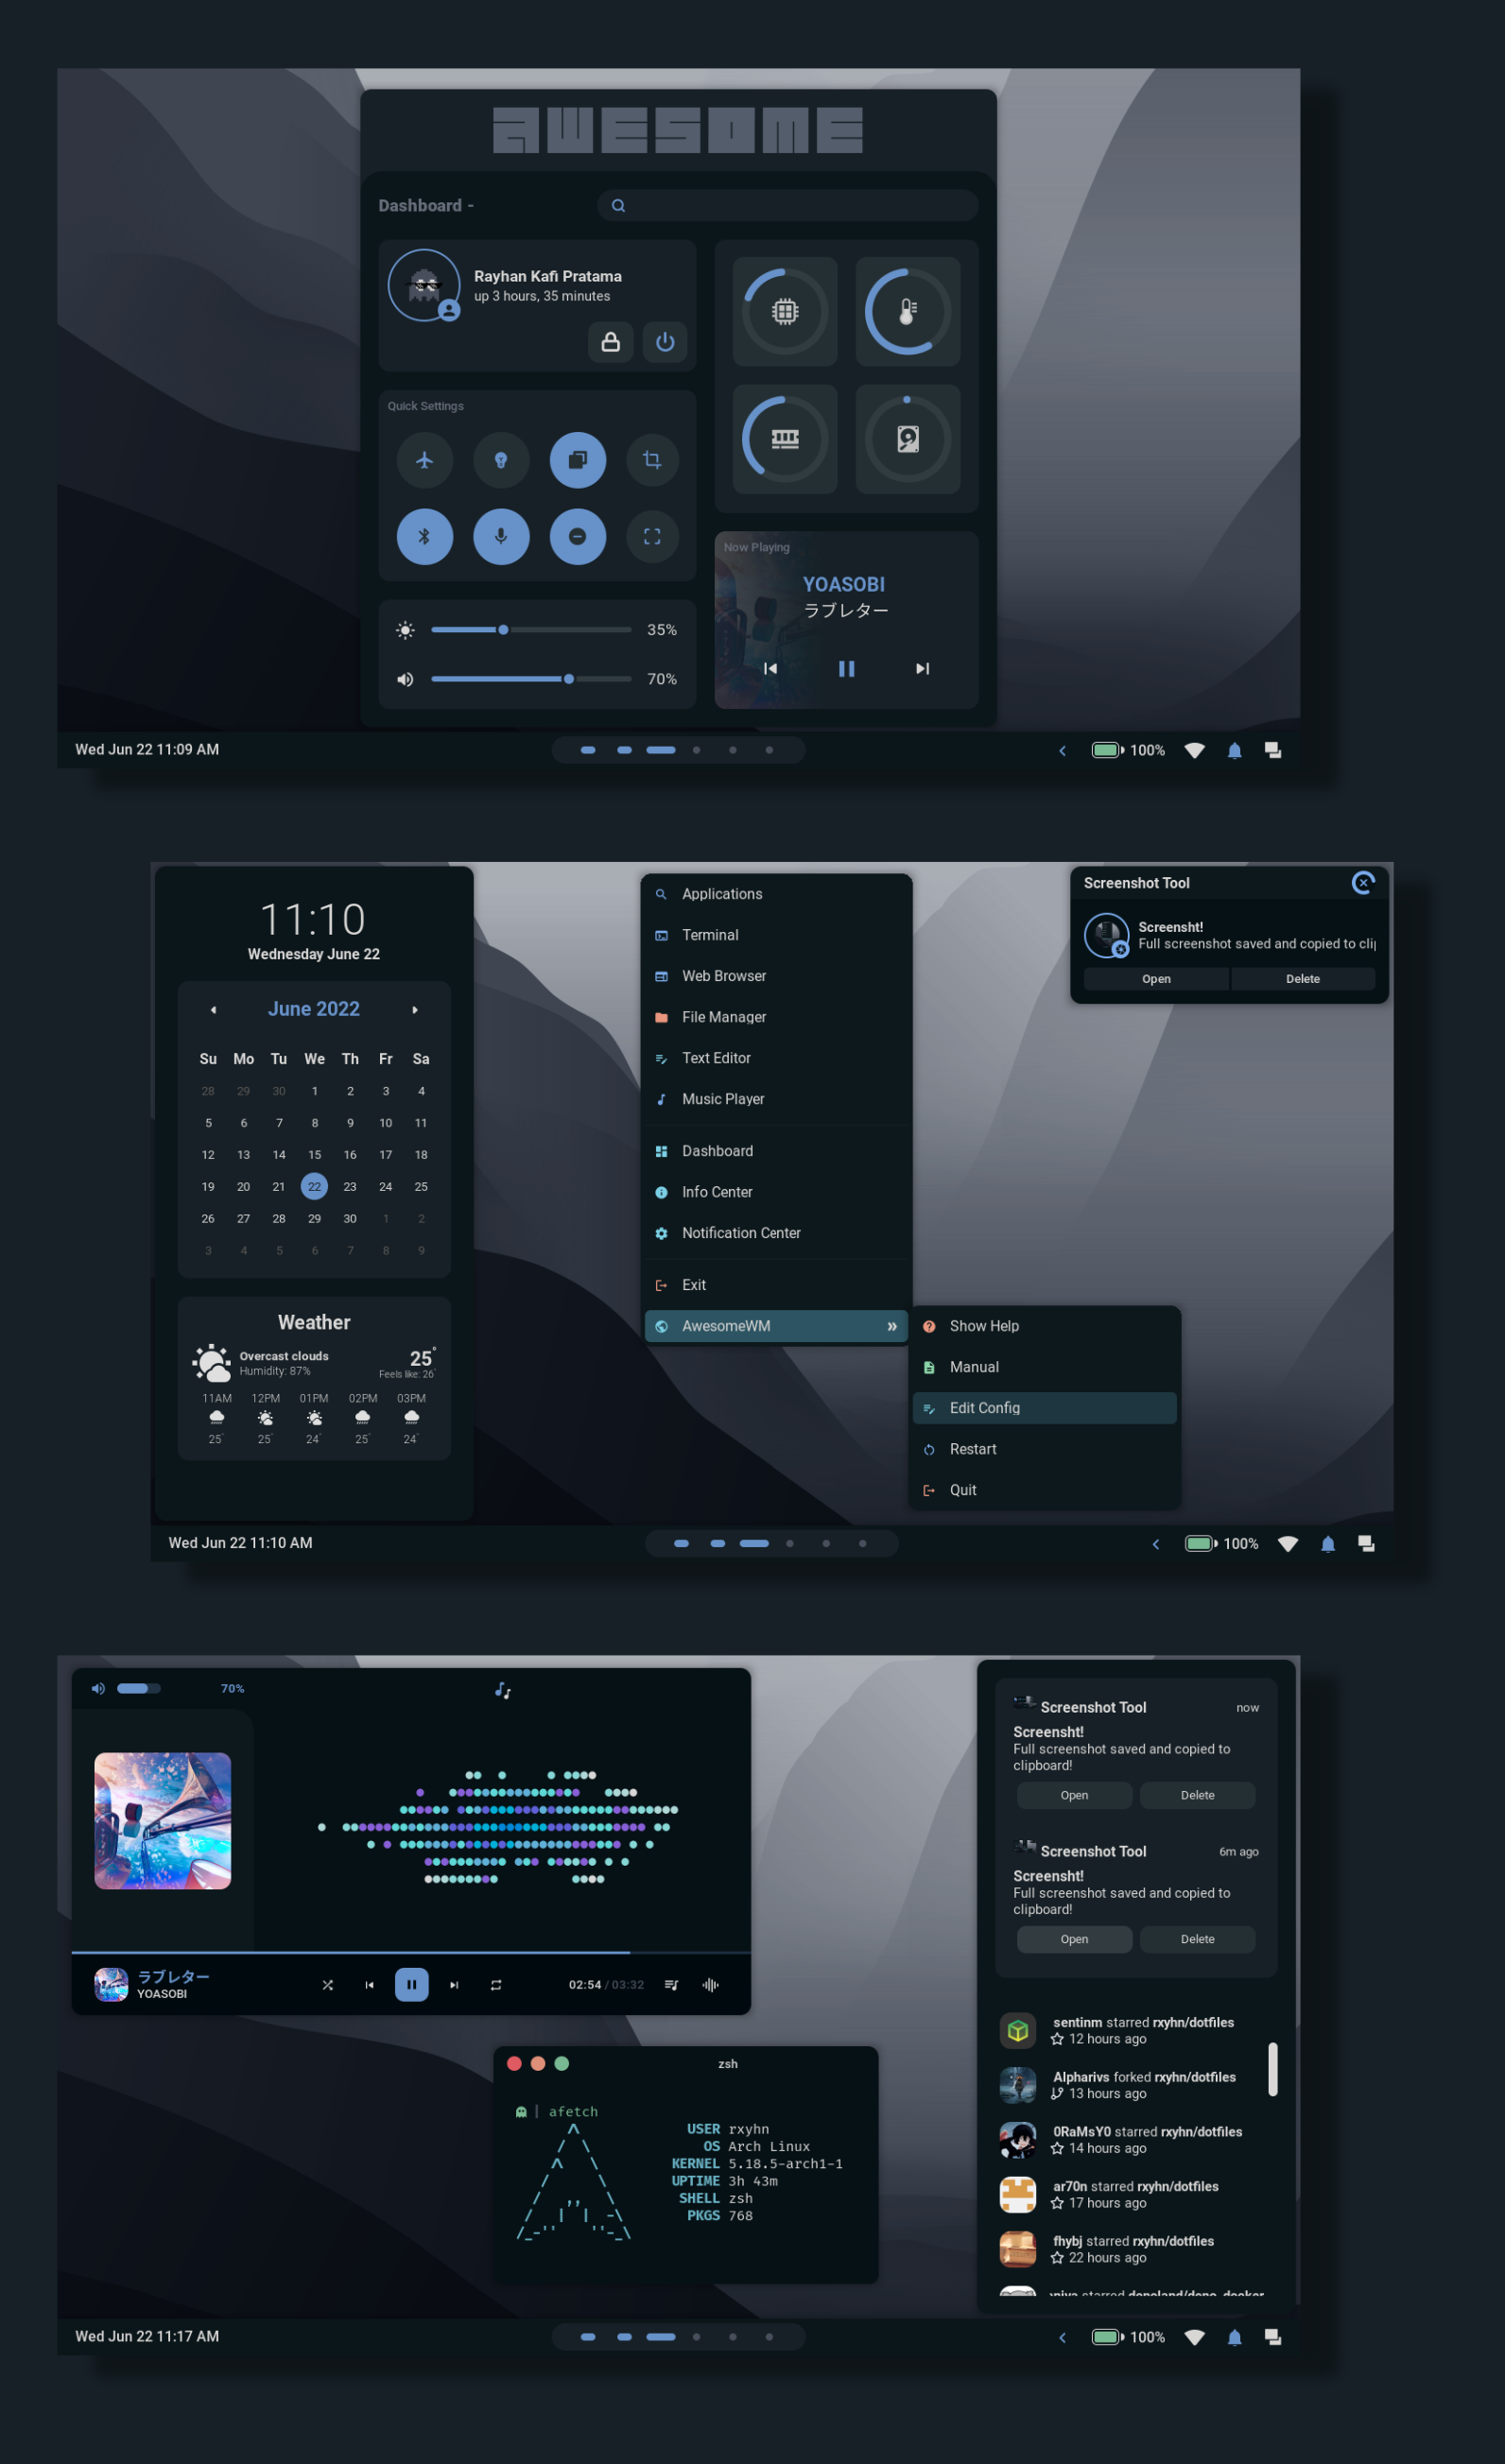 AWESOME
Dashboard -
Rayhan Kafi Pratama
up 3 hours, 35 minutes
Quick Settings
35%
70%
Now Playing
YOASOBI
ラブレター
Wed Jun 22 11:09 AM
100%
11:10
Wednesday June 22
June 2022
Su Mo Tu We Th Fr Sa
28 29 30 1 2 3 4
5 6 7 8 9 10 11
12 13 14 15 16 17 18
19 20 21 22 23 24 25
26 27 28 29 30 1 2
3 4 5 6 7 8 9
Weather
Overcast clouds
Humidity: 87%
25°
Feels like: 26°
11AM 12PM 01PM 02PM 03PM
25° 25° 24° 25° 24°
Applications
Terminal
Web Browser
File Manager
Text Editor
Music Player
Dashboard
Info Center
Notification Center
Exit
AwesomeWM »
Show Help
Manual
Edit Config
Restart
Quit
Screenshot Tool
Screensht!
Full screenshot saved and copied to cli
Open Delete
Wed Jun 22 11:10 AM
100%
70%
ラブレター
YOASOBI
02:54 / 03:32
zsh
| afetch
USER rxyhn
OS Arch Linux
KERNEL 5.18.5-arch1-1
UPTIME 3h 43m
SHELL zsh
PKGS 768
Screenshot Tool now
Screensht!
Full screenshot saved and copied to
clipboard!
Open Delete
Screenshot Tool 6m ago
Screensht!
Full screenshot saved and copied to
clipboard!
Open Delete
sentinm starred rxyhn/dotfiles
12 hours ago
Alpharivs forked rxyhn/dotfiles
13 hours ago
0RaMsY0 starred rxyhn/dotfiles
14 hours ago
ar70n starred rxyhn/dotfiles
17 hours ago
fhybj starred rxyhn/dotfiles
22 hours ago
starred denoland/deno_docker
Wed Jun 22 11:17 AM
100%